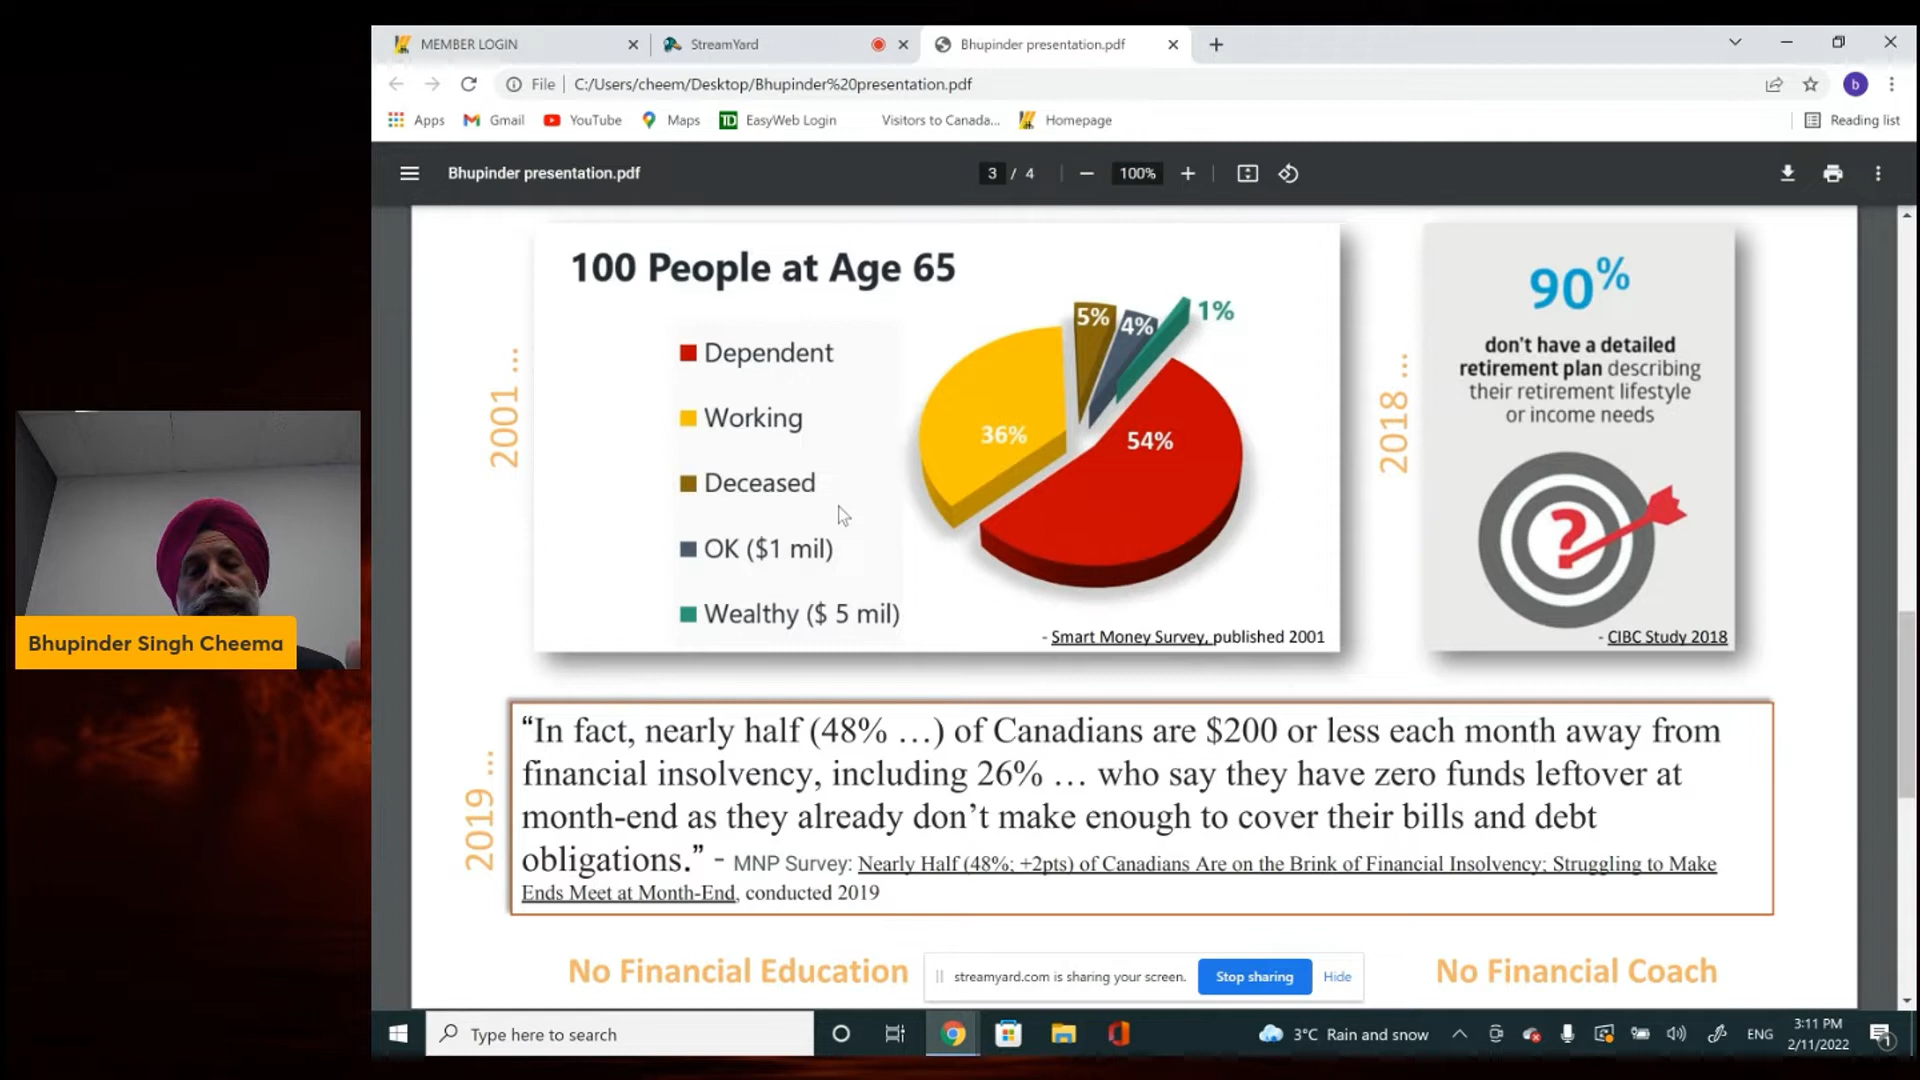 MEMBER LOGIN
StreamYard
Bhupinder presentation.pdf
File
C:/Users/cheem/Desktop/Bhupinder%20presentation.pdf
b
Apps
Gmail
YouTube
Maps
TD EasyWeb Login
Visitors to Canada...
Homepage
Reading list
Bhupinder presentation.pdf
3 / 4
100%
100 People at Age 65
2001 ...
Dependent
Working
Deceased
OK ($1 mil)
Wealthy ($ 5 mil)
5%
4%
1%
36%
54%
- Smart Money Survey, published 2001
2018 ...
90%
don't have a detailed
retirement plan describing
their retirement lifestyle
or income needs
?
- CIBC Study 2018
Bhupinder Singh Cheema
2019 ...
“In fact, nearly half (48% …) of Canadians are $200 or less each month away from
financial insolvency, including 26% … who say they have zero funds leftover at
month-end as they already don’t make enough to cover their bills and debt
obligations.” - MNP Survey: Nearly Half (48%; +2pts) of Canadians Are on the Brink of Financial Insolvency; Struggling to Make
Ends Meet at Month-End, conducted 2019
No Financial Education
No Financial Coach
streamyard.com is sharing your screen.
Stop sharing
Hide
Type here to search
3°C Rain and snow
ENG
3:11 PM
2/11/2022
1